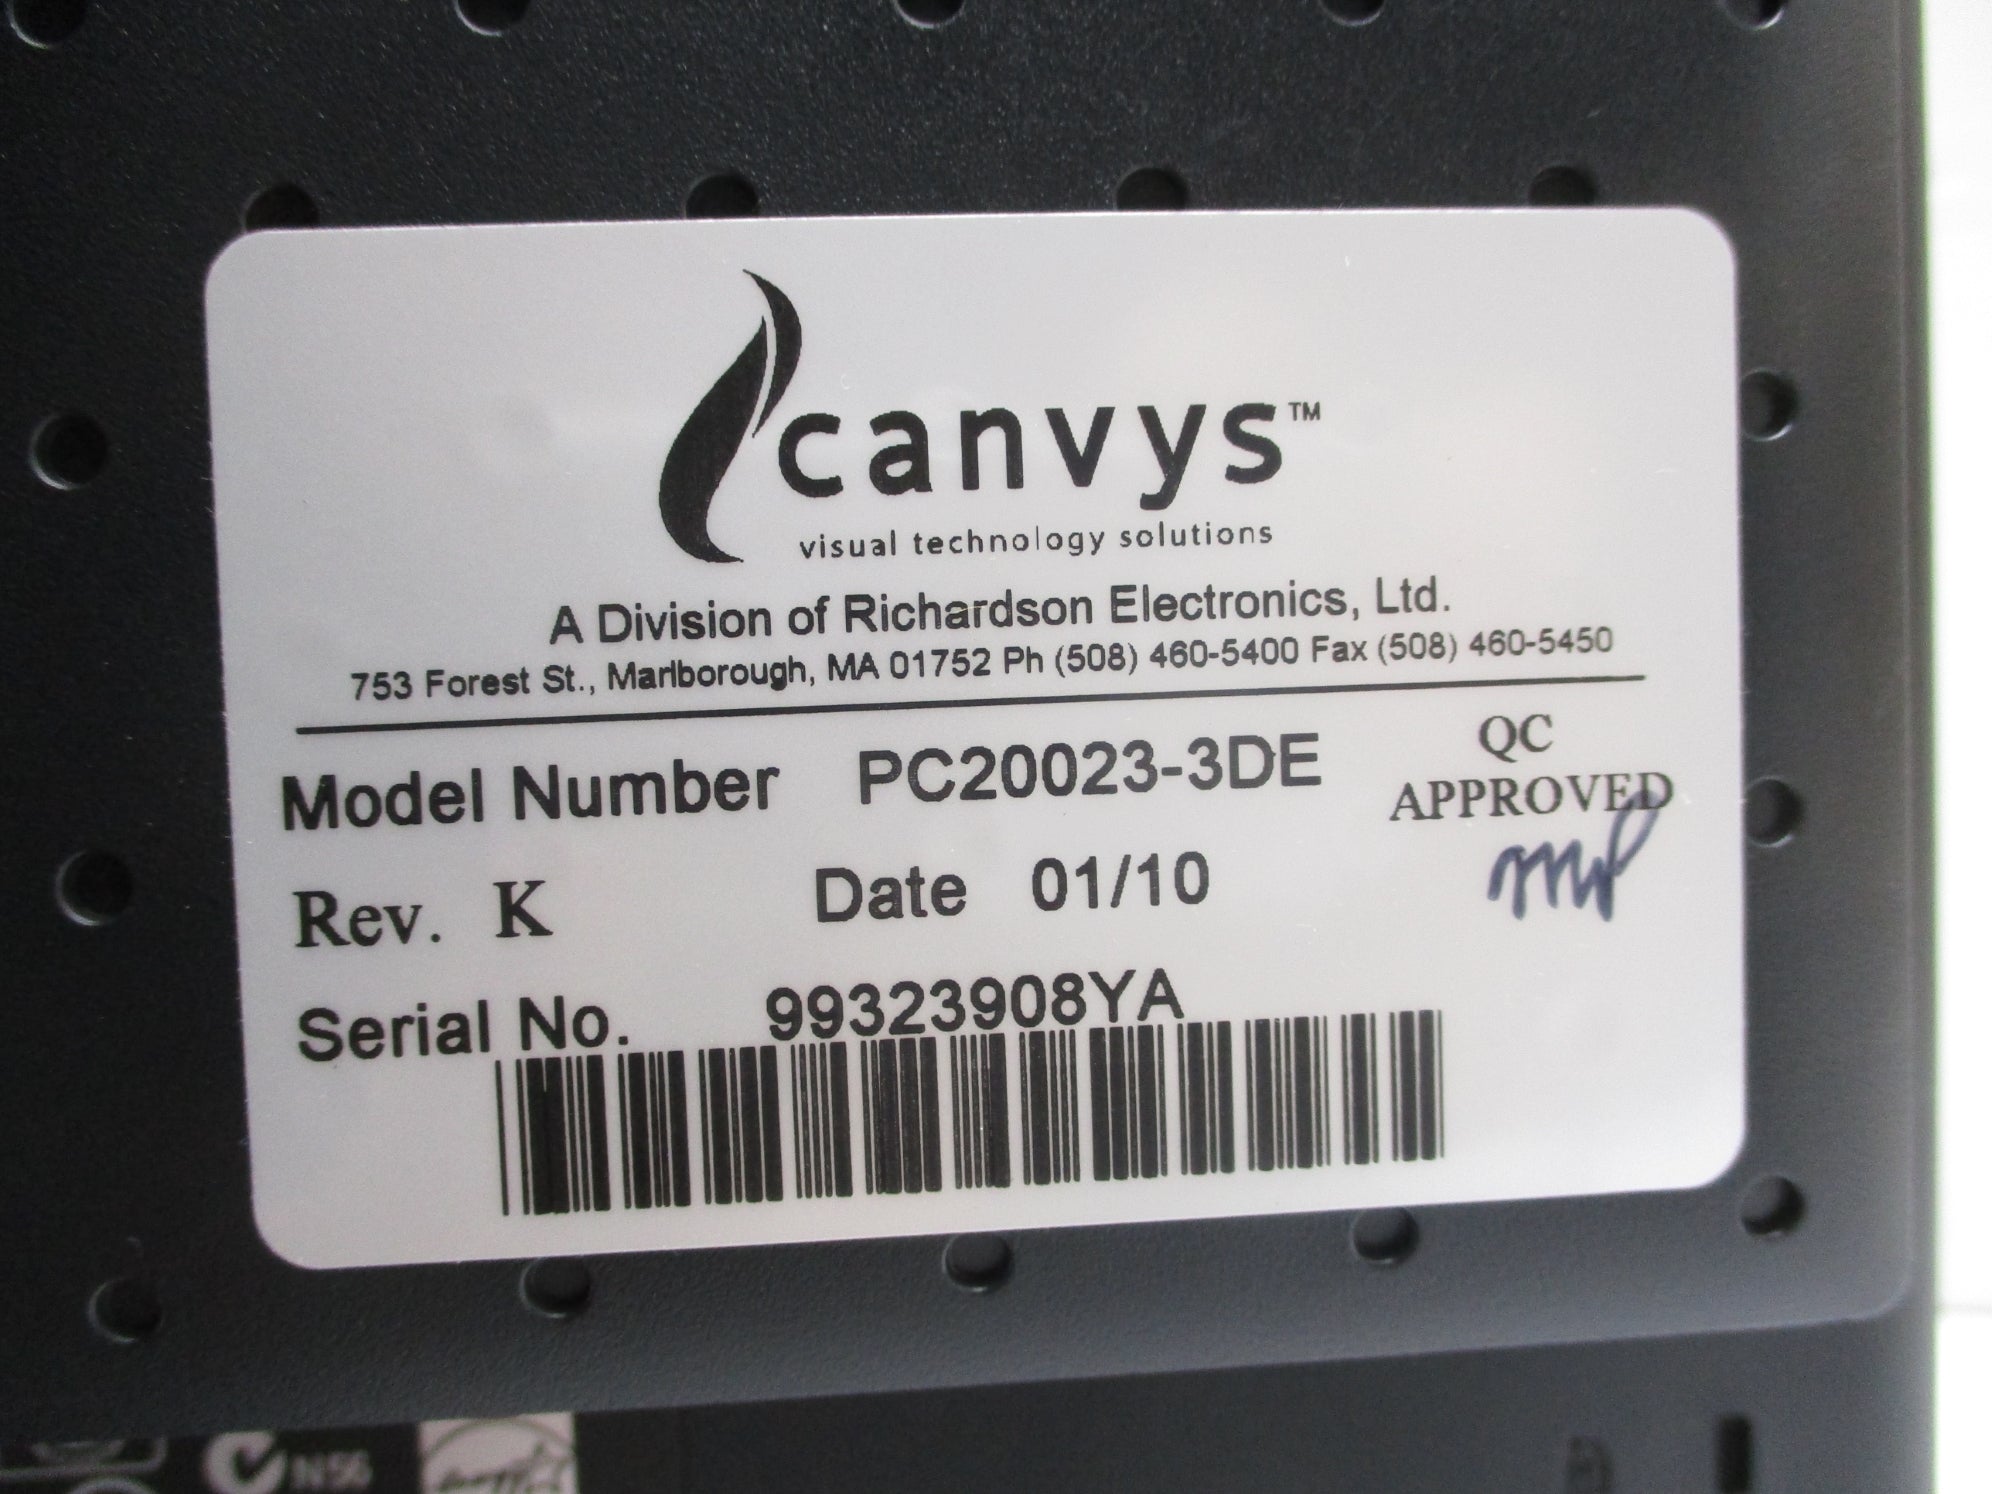 canvys™
visual technology solutions
A Division of Richardson Electronics, Ltd.
753 Forest St., Marlborough, MA 01752 Ph (508) 460-5400 Fax (508) 460-5450
Model Number PC20023-3DE
QC
APPROVED
Rev. K Date 01/10
Serial No. 99323908YA
N56